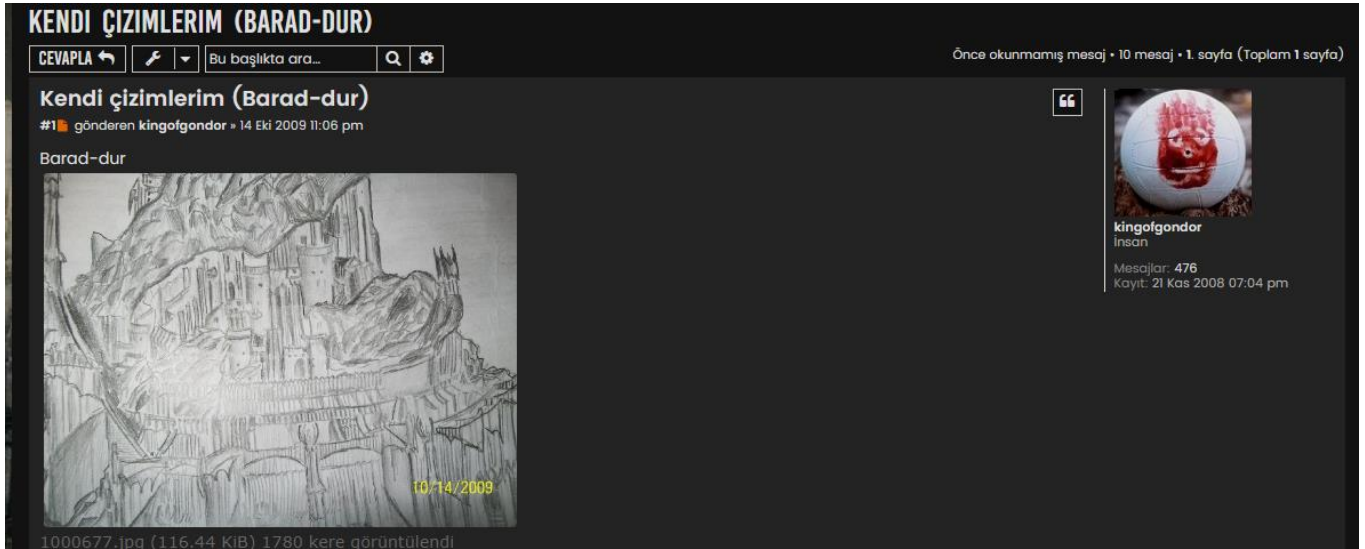 KENDI ÇIZIMLERIM (BARAD-DUR)
CEVAPLA
Bu başlıkta ara...
Önce okunmamış mesaj • 10 mesaj • 1. sayfa (Toplam 1 sayfa)
Kendi çizimlerim (Barad-dur)
#1 gönderen kingofgondor » 14 Eki 2009 11:06 pm
Barad-dur
10/14/2009
1000677.jpg (116.44 KiB) 1780 kere görüntülendi
kingofgondor
İnsan
Mesajlar: 476
Kayıt: 21 Kas 2008 07:04 pm